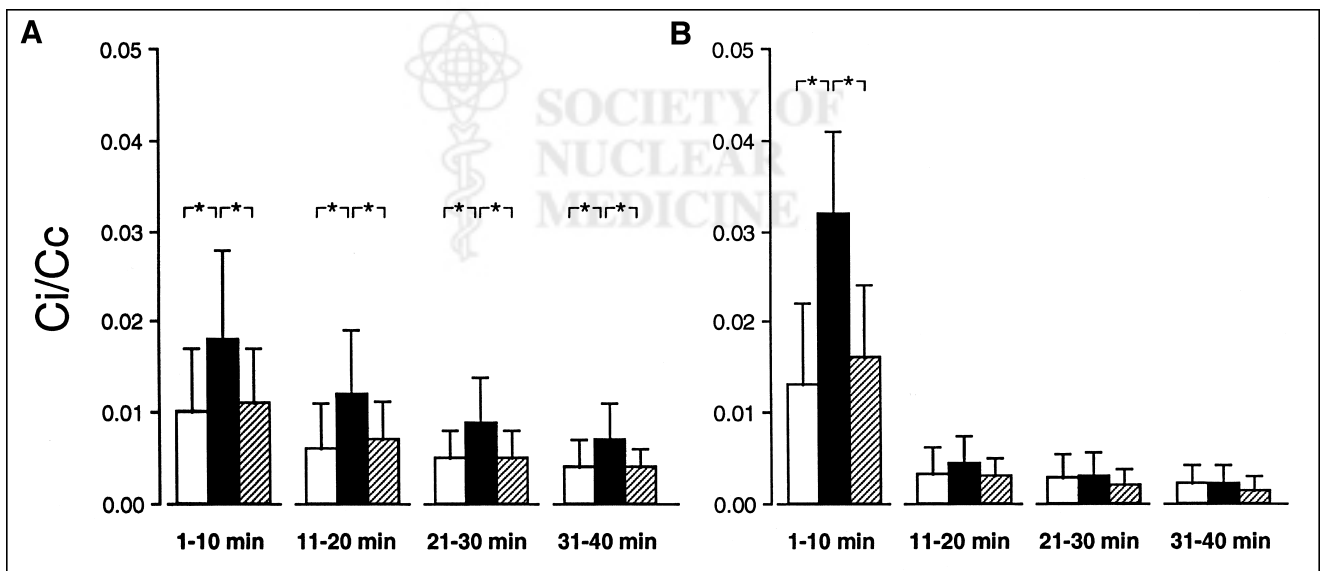 A
B
Ci/Cc
0.05
0.04
0.03
0.02
0.01
0.00
* * * * * * * *
1-10 min 11-20 min 21-30 min 31-40 min
0.05
0.04
0.03
0.02
0.01
0.00
* *
1-10 min 11-20 min 21-30 min 31-40 min
SOCIETY OF
NUCLEAR
MEDICINE